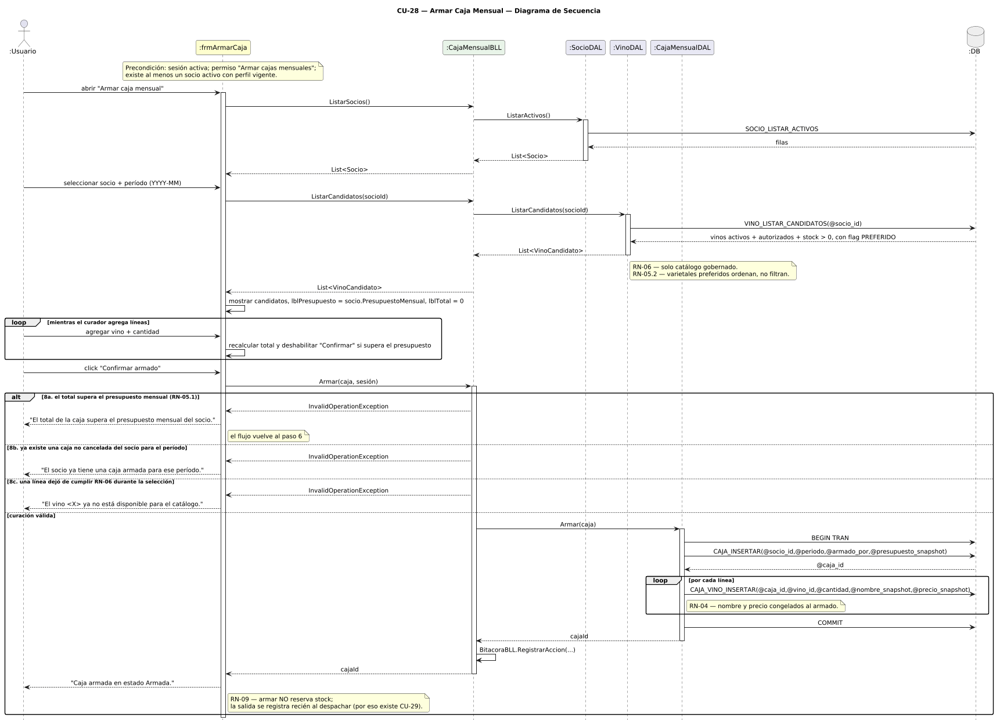 CU-28 — Armar Caja Mensual — Diagrama de Secuencia
:Usuario
:frmArmarCaja
:CajaMensualBLL
:SocioDAL
:VinoDAL
:CajaMensualDAL
:DB
Precondición: sesión activa; permiso "Armar cajas mensuales";
existe al menos un socio activo con perfil vigente.
abrir "Armar caja mensual"
ListarSocios()
ListarActivos()
SOCIO_LISTAR_ACTIVOS
filas
List<Socio>
List<Socio>
seleccionar socio + período (YYYY-MM)
ListarCandidatos(socioId)
ListarCandidatos(socioId)
VINO_LISTAR_CANDIDATOS(@socio_id)
vinos activos + autorizados + stock > 0, con flag PREFERIDO
List<VinoCandidato>
RN-06 — solo catálogo gobernado.
RN-05.2 — varietales preferidos ordenan, no filtran.
List<VinoCandidato>
mostrar candidatos, lblPresupuesto = socio.PresupuestoMensual, lblTotal = 0
loop [mientras el curador agrega líneas]
agregar vino + cantidad
recalcular total y deshabilitar "Confirmar" si supera el presupuesto
click "Confirmar armado"
Armar(caja, sesión)
alt [8a. el total supera el presupuesto mensual (RN-05.1)]
InvalidOperationException
"El total de la caja supera el presupuesto mensual del socio."
el flujo vuelve al paso 6
[8b. ya existe una caja no cancelada del socio para el período]
InvalidOperationException
"El socio ya tiene una caja armada para ese período."
[8c. una línea dejó de cumplir RN-06 durante la selección]
InvalidOperationException
"El vino <X> ya no está disponible para el catálogo."
[curación válida]
Armar(caja)
BEGIN TRAN
CAJA_INSERTAR(@socio_id,@periodo,@armado_por,@presupuesto_snapshot)
@caja_id
loop [por cada línea]
CAJA_VINO_INSERTAR(@caja_id,@vino_id,@cantidad,@nombre_snapshot,@precio_snapshot)
RN-04 — nombre y precio congelados al armado.
COMMIT
cajaId
BitacoraBLL.RegistrarAccion(...)
cajaId
"Caja armada en estado Armada."
RN-09 — armar NO reserva stock;
la salida se registra recién al despachar (por eso existe CU-29).